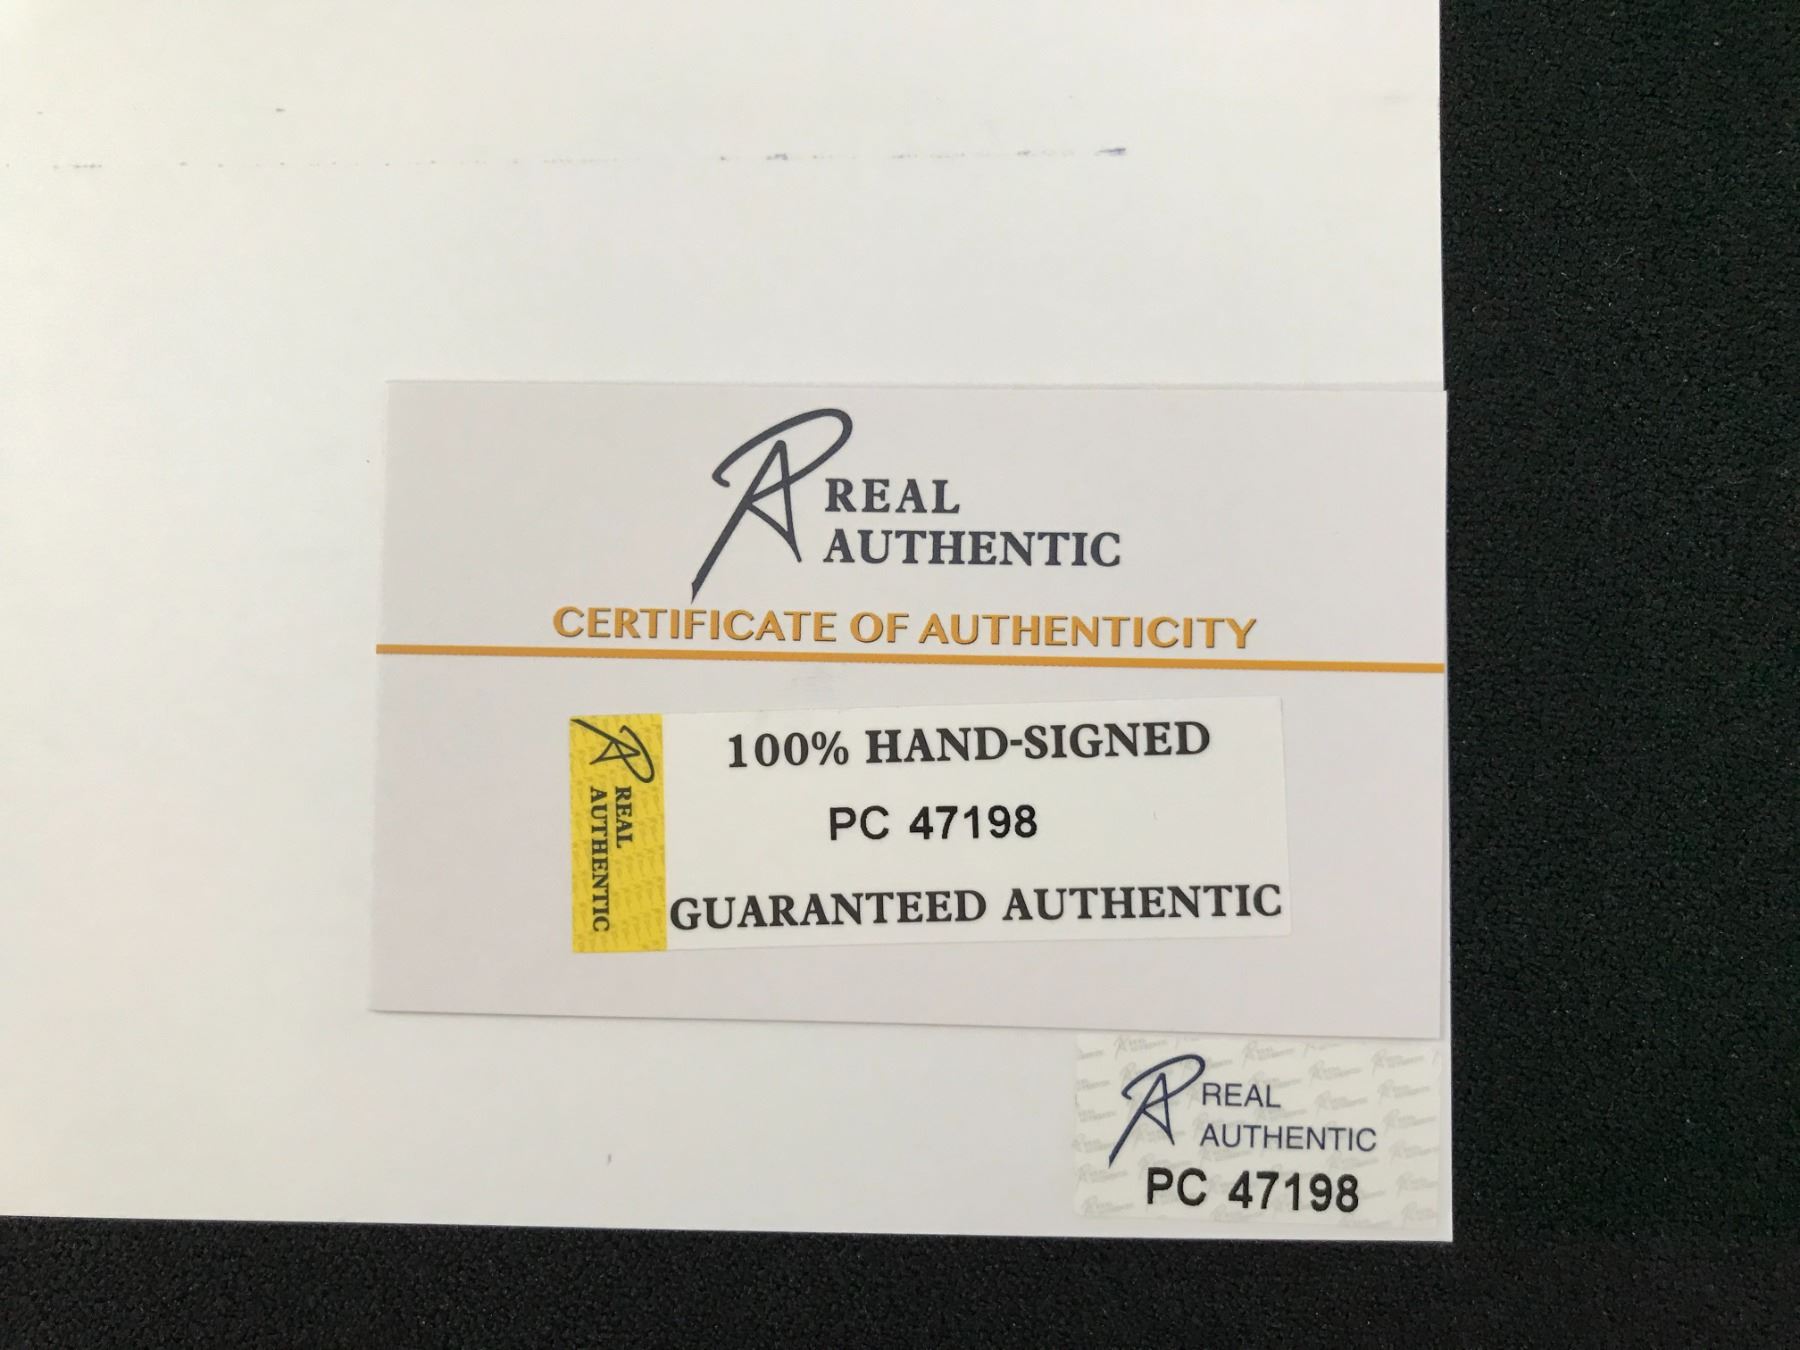 REAL
AUTHENTIC
CERTIFICATE OF AUTHENTICITY
REAL
AUTHENTIC
100% HAND-SIGNED
PC 47198
GUARANTEED AUTHENTIC
REAL
AUTHENTIC
PC 47198